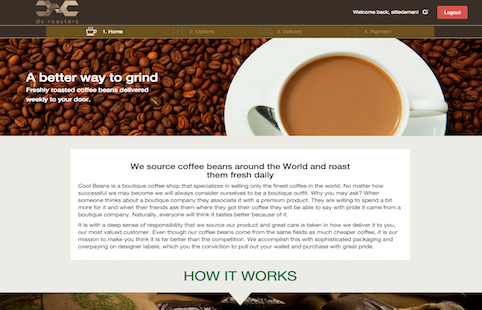 dc roasters
Welcome back, sitledeman!
Logout
1. Home
2. Options
3. Delivery
4. Payment
A better way to grind
Freshly roasted coffee beans delivered
weekly to your door.
We source coffee beans around the World and roast
them fresh daily
Cool Beans is a boutique coffee shop that specializes in selling only the finest coffee in the world. No matter how
successful we may become we will always consider ourselves to be a boutique outfit. Why you may ask? When
someone thinks about a boutique company they associate it with a premium product. They are willing to spend a bit
more for it and when their friends ask them where they got their coffee they will be able to say with pride it came from a
boutique company. Naturally, everyone will think it tastes better because of it.
It is with a deep sense of responsibility that we source our product and great care is taken in how we deliver it to you,
our most valued customer. Even though our coffee beans come from the same fields as much cheaper coffee, it is our
mission to make you think it is far better than the competition. We accomplish this with sophisticated packaging and
overpaying on designer labels, which you the conviction to pull out your wallet and purchase with great pride.
HOW IT WORKS